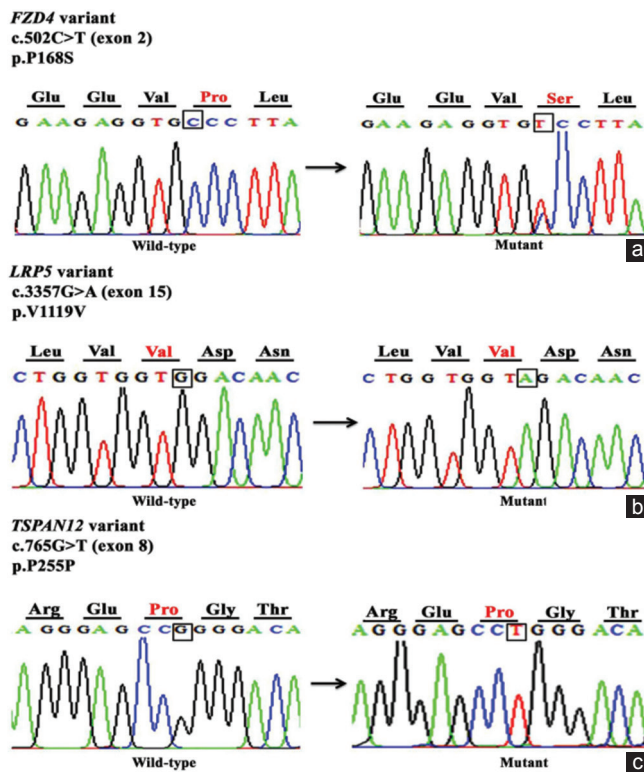 FZD4 variant
c.502C>T (exon 2)
p.P168S
Glu Glu Val Pro Leu
G A A G A G G T G C C C T T A
Wild-type
Glu Glu Val Ser Leu
G A A G A G G T G T C C T T A
Mutant
a
LRP5 variant
c.3357G>A (exon 15)
p.V1119V
Leu Val Val Asp Asn
C T G G T G G T G G A C A A C
Wild-type
Leu Val Val Asp Asn
C T G G T G G T A G A C A A C
Mutant
b
TSPAN12 variant
c.765G>T (exon 8)
p.P255P
Arg Glu Pro Gly Thr
A G G G A G C C G G G G A C A
Wild-type
Arg Glu Pro Gly Thr
A G G G A G C C T G G G A C A
Mutant
c